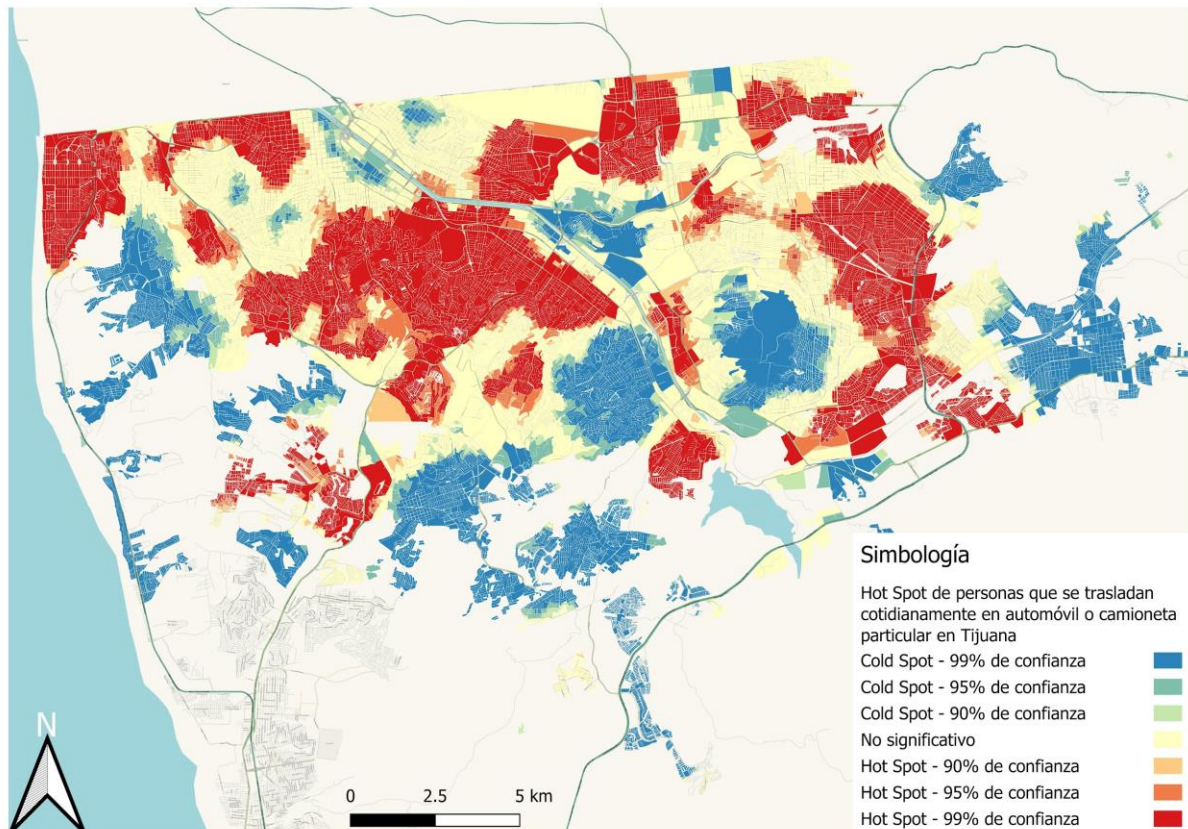 N
0 2.5 5 km
Simbología
Hot Spot de personas que se trasladan
cotidianamente en automóvil o camioneta
particular en Tijuana
Cold Spot - 99% de confianza
Cold Spot - 95% de confianza
Cold Spot - 90% de confianza
No significativo
Hot Spot - 90% de confianza
Hot Spot - 95% de confianza
Hot Spot - 99% de confianza